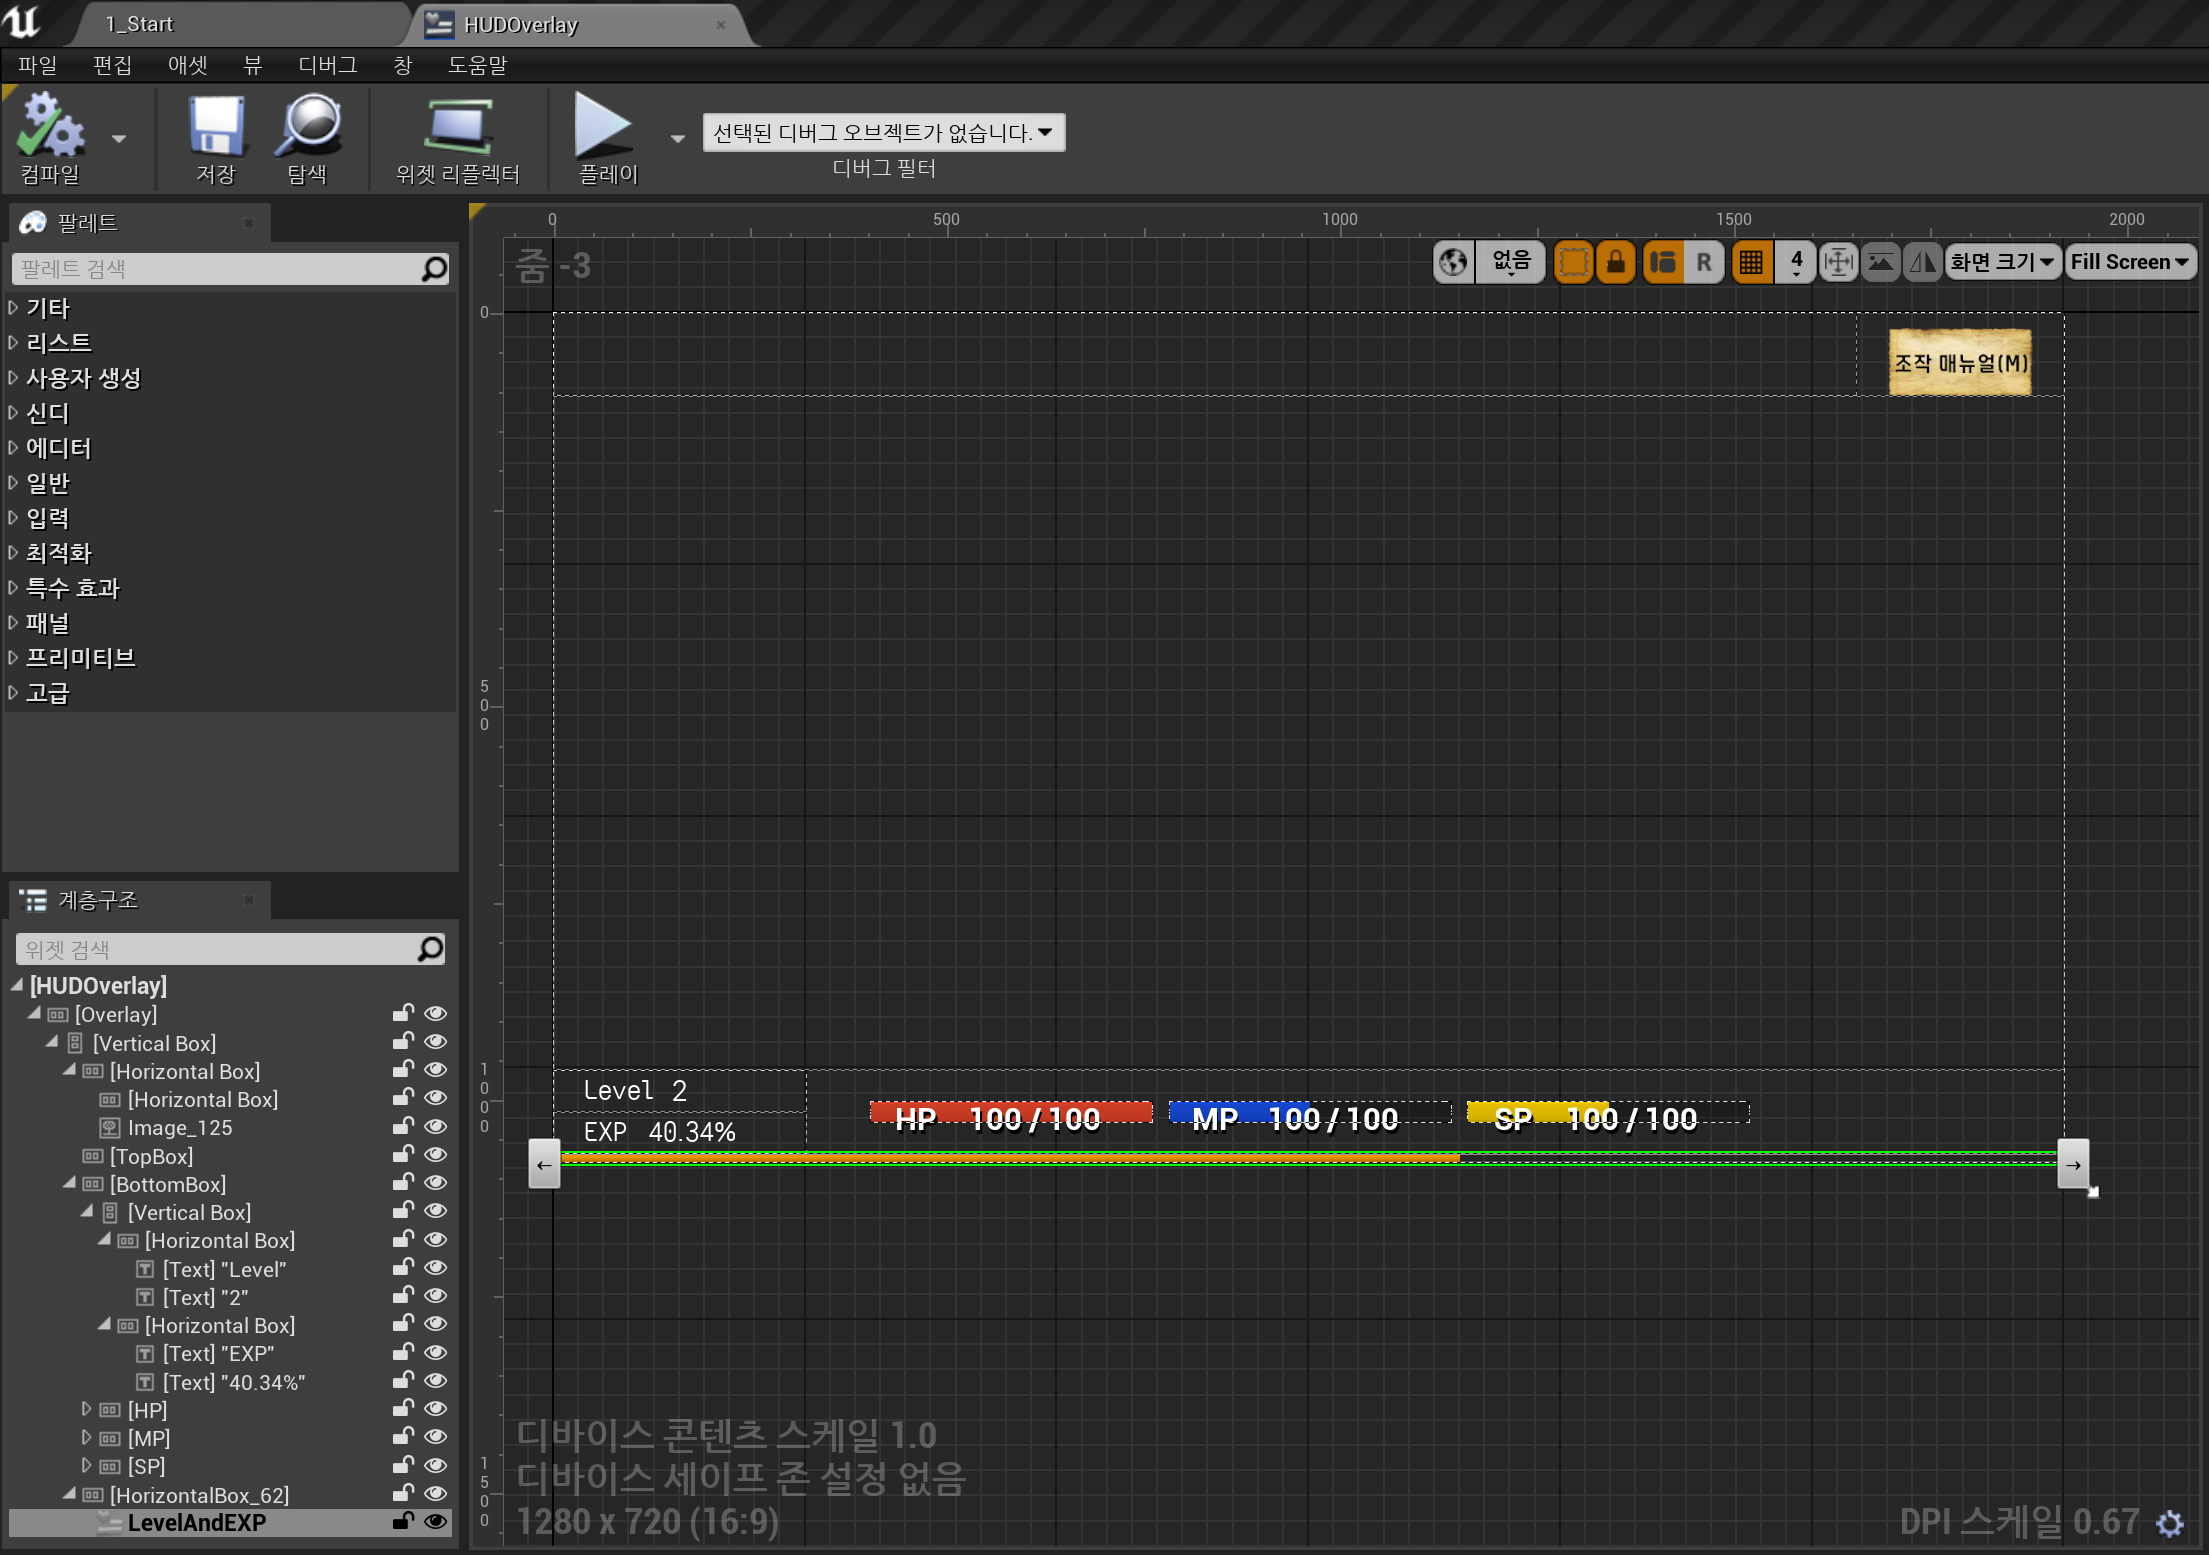 1_Start
HUDOverlay
파일 편집 애셋 뷰 디버그 창 도움말
컴파일
저장
탐색
위젯 리플렉터
플레이
선택된 디버그 오브젝트가 없습니다.
디버그 필터
팔레트
팔레트 검색
기타
리스트
사용자 생성
신디
에디터
일반
입력
최적화
특수 효과
패널
프리미티브
고급
계층구조
위젯 검색
[HUDOverlay]
[Overlay]
[Vertical Box]
[Horizontal Box]
[Horizontal Box]
Image_125
[TopBox]
[BottomBox]
[Vertical Box]
[Horizontal Box]
[Text] "Level"
[Text] "2"
[Horizontal Box]
[Text] "EXP"
[Text] "40.34%"
[HP]
[MP]
[SP]
[HorizontalBox_62]
LevelAndEXP
0 500 1000 1500 2000
줌 -3
없음 R 4 화면 크기 Fill Screen
0
500
1000
1500
조작 매뉴얼(M)
Level 2
EXP 40.34%
HP 100 / 100
MP 100 / 100
SP 100 / 100
← →
디바이스 콘텐츠 스케일 1.0
디바이스 세이프 존 설정 없음
1280 x 720 (16:9)
DPI 스케일 0.67